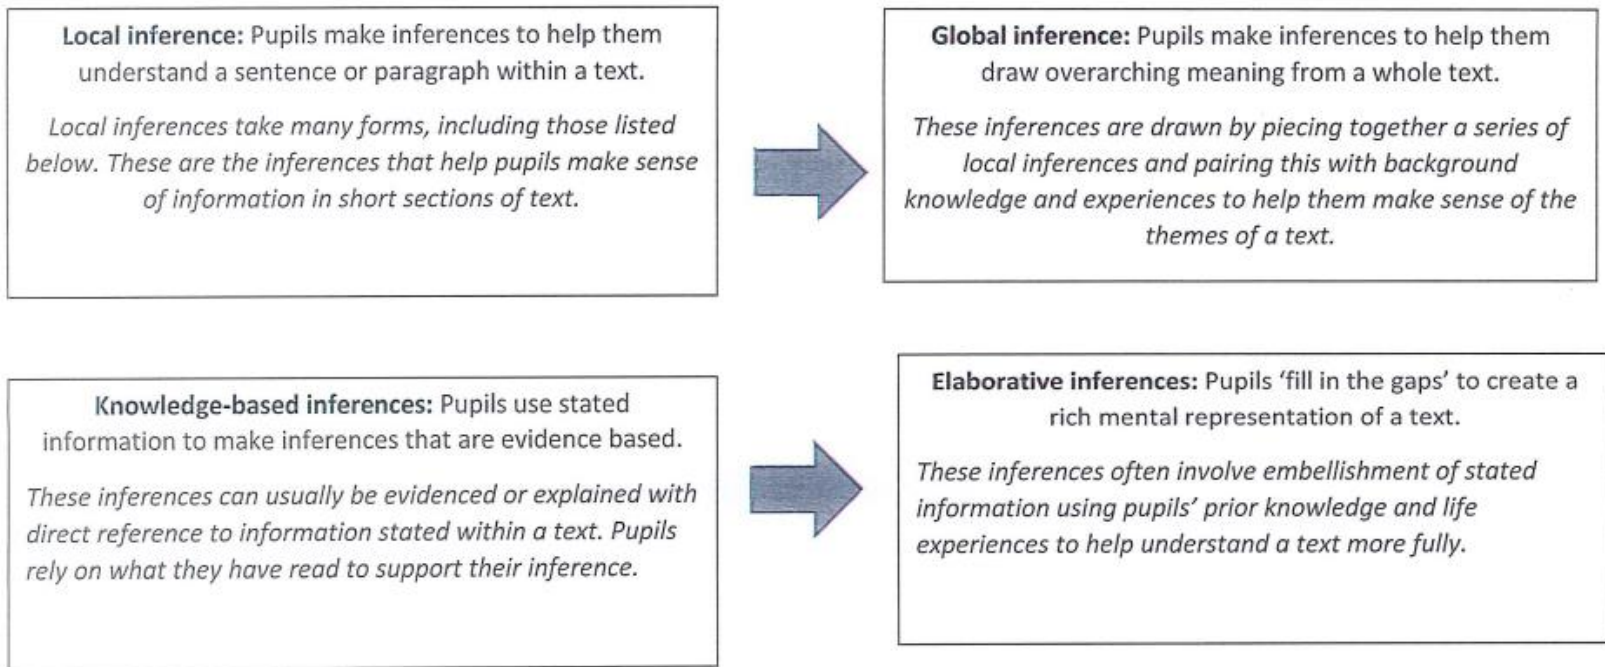 Local inference: Pupils make inferences to help them
understand a sentence or paragraph within a text.
Local inferences take many forms, including those listed
below. These are the inferences that help pupils make sense
of information in short sections of text.
Global inference: Pupils make inferences to help them
draw overarching meaning from a whole text.
These inferences are drawn by piecing together a series of
local inferences and pairing this with background
knowledge and experiences to help them make sense of the
themes of a text.
Knowledge-based inferences: Pupils use stated
information to make inferences that are evidence based.
These inferences can usually be evidenced or explained with
direct reference to information stated within a text. Pupils
rely on what they have read to support their inference.
Elaborative inferences: Pupils ‘fill in the gaps’ to create a
rich mental representation of a text.
These inferences often involve embellishment of stated
information using pupils’ prior knowledge and life
experiences to help understand a text more fully.